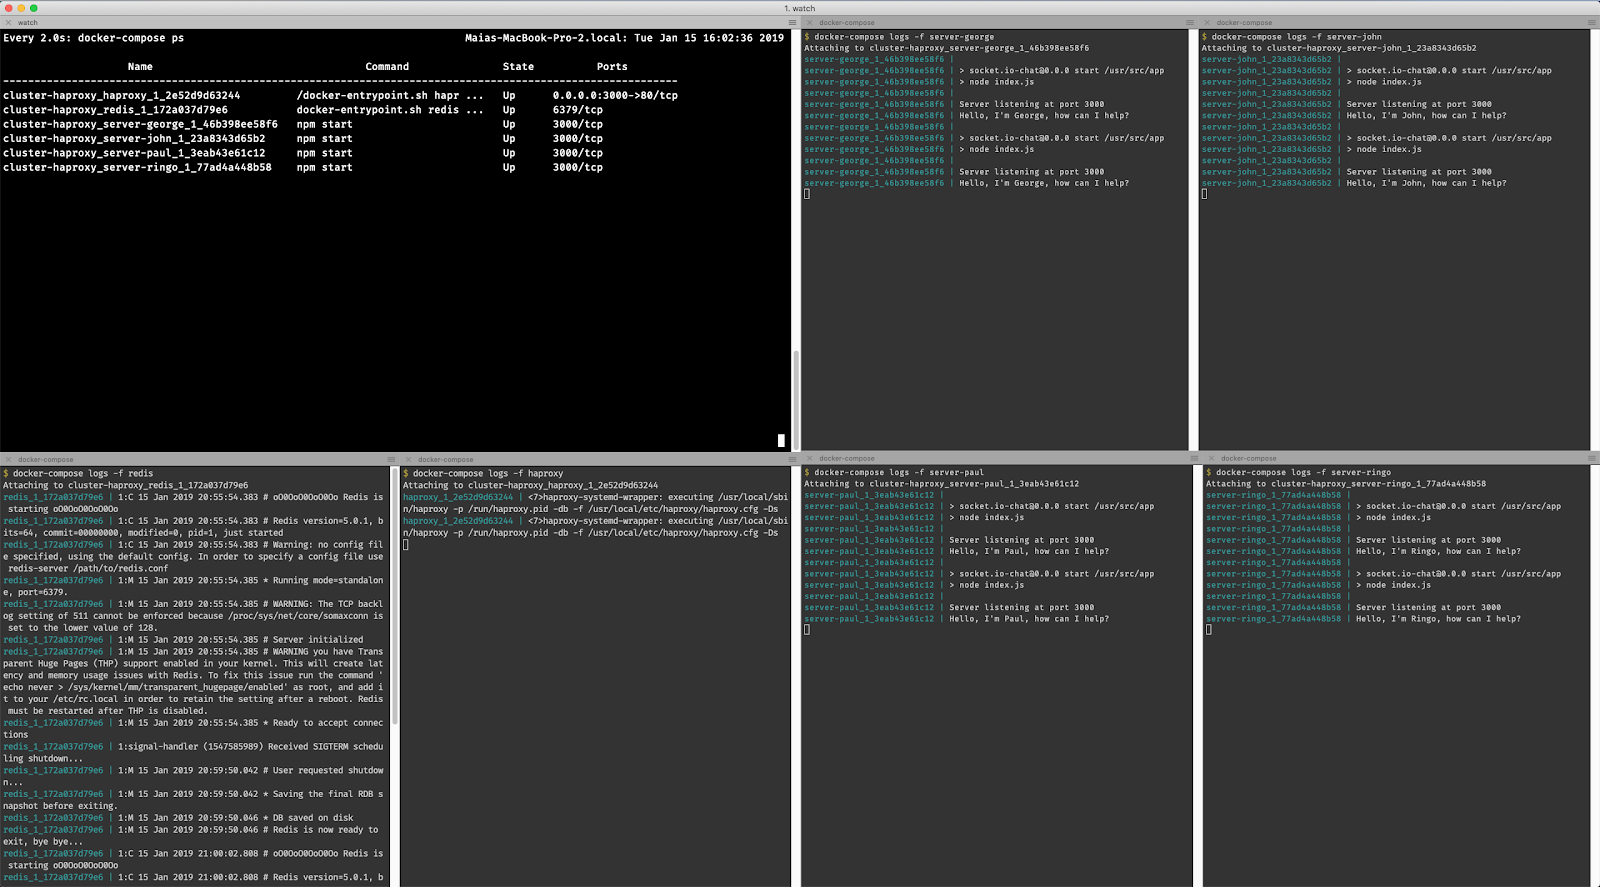 1. watch
watch
Every 2.0s: docker-compose ps
Maias-MacBook-Pro-2.local: Tue Jan 15 16:02:36 2019
Name Command State Ports
------------------------------------------------------------------------------------------------------------
cluster-haproxy_haproxy_1_2e52d9d63244 /docker-entrypoint.sh hapr ... Up 0.0.0.0:3000->80/tcp
cluster-haproxy_redis_1_172a037d79e6 docker-entrypoint.sh redis ... Up 6379/tcp
cluster-haproxy_server-george_1_46b398ee58f6 npm start Up 3000/tcp
cluster-haproxy_server-john_1_23a8343d65b2 npm start Up 3000/tcp
cluster-haproxy_server-paul_1_3eab43e61c12 npm start Up 3000/tcp
cluster-haproxy_server-ringo_1_77ad4a448b58 npm start Up 3000/tcp
docker-compose
$ docker-compose logs -f server-george
Attaching to cluster-haproxy_server-george_1_46b398ee58f6
server-george_1_46b398ee58f6 |
server-george_1_46b398ee58f6 | > socket.io-chat@0.0.0 start /usr/src/app
server-george_1_46b398ee58f6 | > node index.js
server-george_1_46b398ee58f6 |
server-george_1_46b398ee58f6 | Server listening at port 3000
server-george_1_46b398ee58f6 | Hello, I'm George, how can I help?
server-george_1_46b398ee58f6 |
server-george_1_46b398ee58f6 | > socket.io-chat@0.0.0 start /usr/src/app
server-george_1_46b398ee58f6 | > node index.js
server-george_1_46b398ee58f6 |
server-george_1_46b398ee58f6 | Server listening at port 3000
server-george_1_46b398ee58f6 | Hello, I'm George, how can I help?
docker-compose
$ docker-compose logs -f server-john
Attaching to cluster-haproxy_server-john_1_23a8343d65b2
server-john_1_23a8343d65b2 |
server-john_1_23a8343d65b2 | > socket.io-chat@0.0.0 start /usr/src/app
server-john_1_23a8343d65b2 | > node index.js
server-john_1_23a8343d65b2 |
server-john_1_23a8343d65b2 | Server listening at port 3000
server-john_1_23a8343d65b2 | Hello, I'm John, how can I help?
server-john_1_23a8343d65b2 |
server-john_1_23a8343d65b2 | > socket.io-chat@0.0.0 start /usr/src/app
server-john_1_23a8343d65b2 | > node index.js
server-john_1_23a8343d65b2 |
server-john_1_23a8343d65b2 | Server listening at port 3000
server-john_1_23a8343d65b2 | Hello, I'm John, how can I help?
docker-compose
$ docker-compose logs -f redis
Attaching to cluster-haproxy_redis_1_172a037d79e6
redis_1_172a037d79e6 | 1:C 15 Jan 2019 20:55:54.383 # oO0OoO0OoO0Oo Redis is
starting oO0OoO0OoO0Oo
redis_1_172a037d79e6 | 1:C 15 Jan 2019 20:55:54.383 # Redis version=5.0.1, b
its=64, commit=00000000, modified=0, pid=1, just started
redis_1_172a037d79e6 | 1:C 15 Jan 2019 20:55:54.383 # Warning: no config fil
e specified, using the default config. In order to specify a config file use
redis-server /path/to/redis.conf
redis_1_172a037d79e6 | 1:M 15 Jan 2019 20:55:54.385 * Running mode=standalon
e, port=6379.
redis_1_172a037d79e6 | 1:M 15 Jan 2019 20:55:54.385 # WARNING: The TCP backl
og setting of 511 cannot be enforced because /proc/sys/net/core/somaxconn is
set to the lower value of 128.
redis_1_172a037d79e6 | 1:M 15 Jan 2019 20:55:54.385 # Server initialized
redis_1_172a037d79e6 | 1:M 15 Jan 2019 20:55:54.385 # WARNING you have Trans
parent Huge Pages (THP) support enabled in your kernel. This will create lat
ency and memory usage issues with Redis. To fix this issue run the command '
echo never > /sys/kernel/mm/transparent_hugepage/enabled' as root, and add i
t to your /etc/rc.local in order to retain the setting after a reboot. Redis
must be restarted after THP is disabled.
redis_1_172a037d79e6 | 1:M 15 Jan 2019 20:55:54.385 * Ready to accept connec
tions
redis_1_172a037d79e6 | 1:signal-handler (1547585989) Received SIGTERM schedu
ling shutdown...
redis_1_172a037d79e6 | 1:M 15 Jan 2019 20:59:50.042 # User requested shutdow
n...
redis_1_172a037d79e6 | 1:M 15 Jan 2019 20:59:50.042 * Saving the final RDB s
napshot before exiting.
redis_1_172a037d79e6 | 1:M 15 Jan 2019 20:59:50.046 * DB saved on disk
redis_1_172a037d79e6 | 1:M 15 Jan 2019 20:59:50.046 # Redis is now ready to
exit, bye bye...
redis_1_172a037d79e6 | 1:C 15 Jan 2019 21:00:02.808 # oO0OoO0OoO0Oo Redis is
starting oO0OoO0OoO0Oo
redis_1_172a037d79e6 | 1:C 15 Jan 2019 21:00:02.808 # Redis version=5.0.1, b
docker-compose
$ docker-compose logs -f haproxy
Attaching to cluster-haproxy_haproxy_1_2e52d9d63244
haproxy_1_2e52d9d63244 | <7>haproxy-systemd-wrapper: executing /usr/local/sbi
n/haproxy -p /run/haproxy.pid -db -f /usr/local/etc/haproxy/haproxy.cfg -Ds
haproxy_1_2e52d9d63244 | <7>haproxy-systemd-wrapper: executing /usr/local/sbi
n/haproxy -p /run/haproxy.pid -db -f /usr/local/etc/haproxy/haproxy.cfg -Ds
docker-compose
$ docker-compose logs -f server-paul
Attaching to cluster-haproxy_server-paul_1_3eab43e61c12
server-paul_1_3eab43e61c12 |
server-paul_1_3eab43e61c12 | > socket.io-chat@0.0.0 start /usr/src/app
server-paul_1_3eab43e61c12 | > node index.js
server-paul_1_3eab43e61c12 |
server-paul_1_3eab43e61c12 | Server listening at port 3000
server-paul_1_3eab43e61c12 | Hello, I'm Paul, how can I help?
server-paul_1_3eab43e61c12 |
server-paul_1_3eab43e61c12 | > socket.io-chat@0.0.0 start /usr/src/app
server-paul_1_3eab43e61c12 | > node index.js
server-paul_1_3eab43e61c12 |
server-paul_1_3eab43e61c12 | Server listening at port 3000
server-paul_1_3eab43e61c12 | Hello, I'm Paul, how can I help?
docker-compose
$ docker-compose logs -f server-ringo
Attaching to cluster-haproxy_server-ringo_1_77ad4a448b58
server-ringo_1_77ad4a448b58 |
server-ringo_1_77ad4a448b58 | > socket.io-chat@0.0.0 start /usr/src/app
server-ringo_1_77ad4a448b58 | > node index.js
server-ringo_1_77ad4a448b58 |
server-ringo_1_77ad4a448b58 | Server listening at port 3000
server-ringo_1_77ad4a448b58 | Hello, I'm Ringo, how can I help?
server-ringo_1_77ad4a448b58 |
server-ringo_1_77ad4a448b58 | > socket.io-chat@0.0.0 start /usr/src/app
server-ringo_1_77ad4a448b58 | > node index.js
server-ringo_1_77ad4a448b58 |
server-ringo_1_77ad4a448b58 | Server listening at port 3000
server-ringo_1_77ad4a448b58 | Hello, I'm Ringo, how can I help?